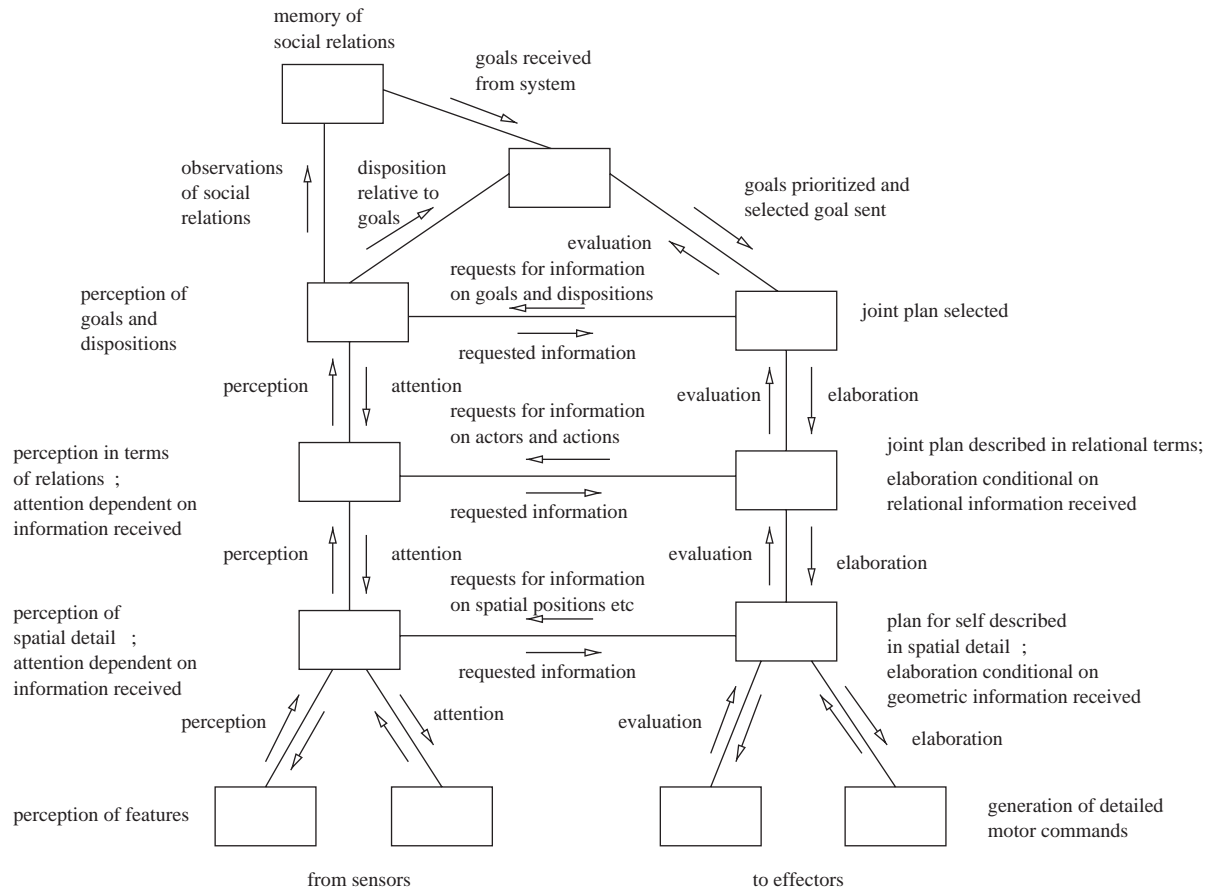 memory of
social relations
goals received
from system
observations
of social
relations
disposition
relative to
goals
goals prioritized and
selected goal sent
evaluation
requests for information
on goals and dispositions
perception of
goals and
dispositions
joint plan selected
requested information
perception
attention
evaluation
elaboration
requests for information
on actors and actions
perception in terms
of relations ;
attention dependent on
information received
joint plan described in relational terms;
elaboration conditional on
relational information received
requested information
perception
attention
evaluation
elaboration
requests for information
on spatial positions etc
perception of
spatial detail ;
attention dependent on
information received
plan for self described
in spatial detail ;
elaboration conditional on
geometric information received
requested information
perception
attention
evaluation
elaboration
perception of features
generation of detailed
motor commands
from sensors
to effectors